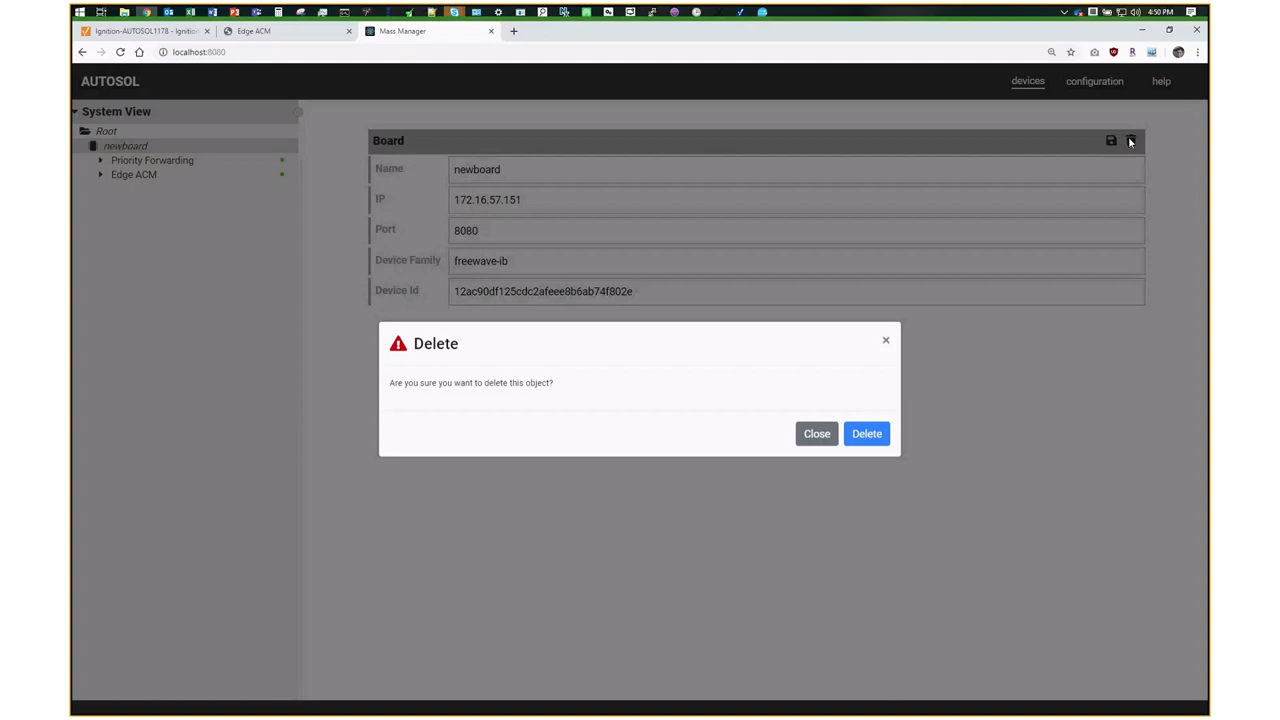 4:50 PM
Ignition-AUTOSOL1178 - Ignition
Edge ACM
Mass Manager
localhost:8080
AUTOSOL
devices
configuration
help
System View
Root
newboard
Priority Forwarding
Edge ACM
Board
Name
newboard
IP
172.16.57.151
Port
8080
Device Family
freewave-ib
Device Id
12ac90df125cdc2afeee8b6ab74f802e
Delete
Are you sure you want to delete this object?
Close
Delete